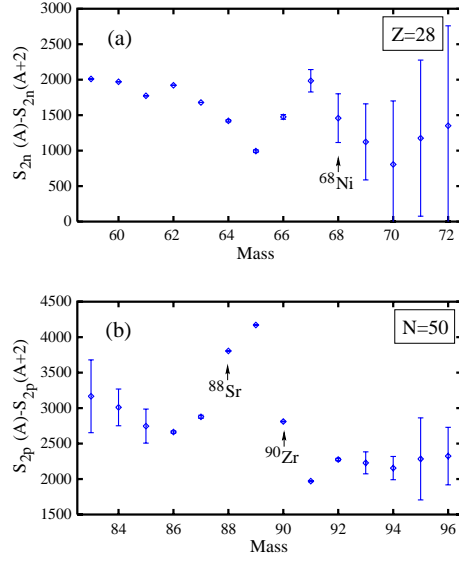 (a)
Z=28
S2n (A)-S2n(A+2)
3000
2500
2000
1500
1000
500
0
68Ni
60 62 64 66 68 70 72
Mass
(b)
N=50
S2p (A)-S2p(A+2)
4500
4000
3500
3000
2500
2000
1500
88Sr
90Zr
84 86 88 90 92 94 96
Mass